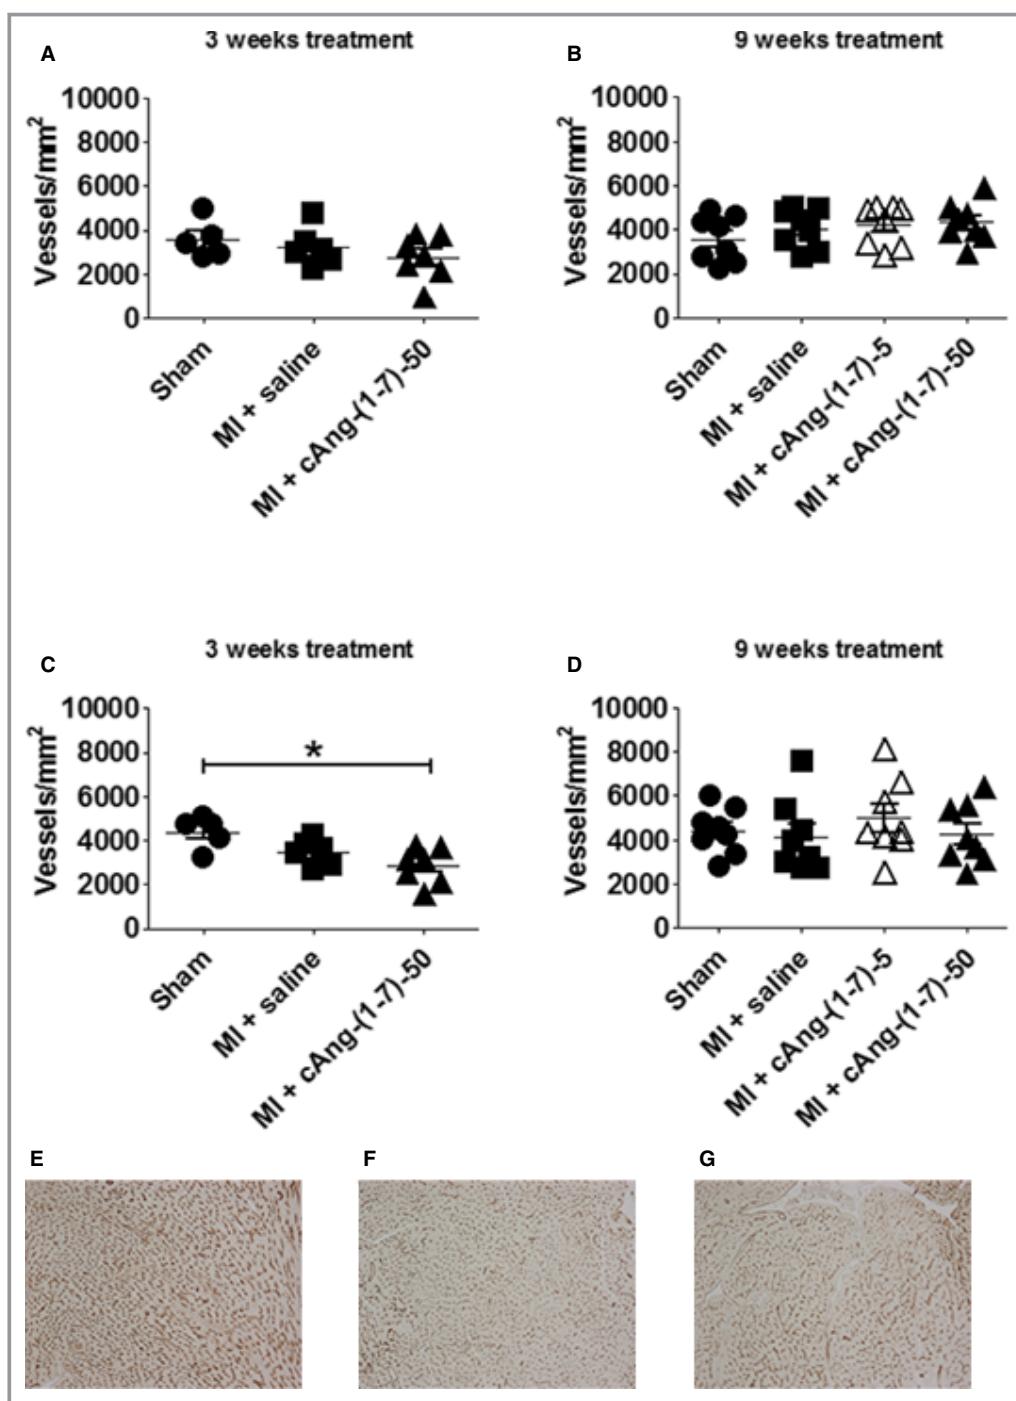 A
3 weeks treatment
Vessels/mm2
10000
8000
6000
4000
2000
0
Sham
MI + saline
MI + cAng-(1-7)-50
B
9 weeks treatment
Vessels/mm2
10000
8000
6000
4000
2000
0
Sham
MI + saline
MI + cAng-(1-7)-5
MI + cAng-(1-7)-50
C
3 weeks treatment
Vessels/mm2
10000
8000
6000
4000
2000
0
*
Sham
MI + saline
MI + cAng-(1-7)-50
D
9 weeks treatment
Vessels/mm2
10000
8000
6000
4000
2000
0
Sham
MI + saline
MI + cAng-(1-7)-5
MI + cAng-(1-7)-50
E
F
G